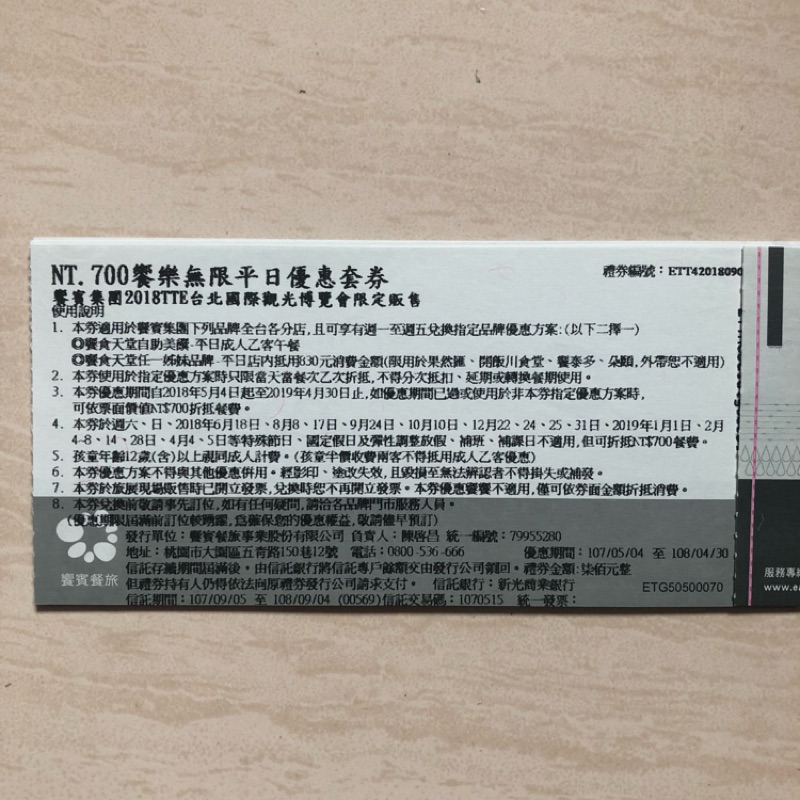 NT.700饗樂無限平日優惠套券
禮券編號：ETT42018090
饗賓集團2018TTE台北國際觀光博覽會限定販售
使用說明
1. 本券適用於饗賓集團下列品牌全台各分店，且可享有週一至週五兌換指定品牌優惠方案：(以下二擇一)
◎饗食天堂自助美饌-平日成人乙客午餐
◎饗食天堂任一姊妹品牌-平日店內抵用830元消費金額(限用於果然匯、開飯川食堂、饗泰多、朵頤，外帶恕不適用)
2. 本券使用於指定優惠方案時只限當天當餐次乙次折抵，不得分次抵扣、延期或轉換餐期使用。
3. 本券優惠期間自2018年5月4日起至2019年4月30日止，如優惠期間已過或使用於非本券指定優惠方案時，
可依票面價值NT$700折抵餐費。
4. 本券於週六、日、2018年6月18日、8月8、17日、9月24日、10月10日、12月22、24、25、31日、2019年1月1日、2月
4-8、14、28日、4月4、5日等特殊節日、國定假日及彈性調整放假、補班、補課日不適用，但可折抵NT$700餐費。
5. 孩童年齡12歲(含)以上視同成人計費。(孩童半價收費兩客不得抵用成人乙客優惠)
6. 本優惠方案不得與其他優惠併用。經影印、塗改失效，且毀損至無法辨認者不得掛失或補發。
7. 本券於旅展現場販售時已開立發票，兌換時恕不再開立發票。本券優惠饗饗不適用，僅可依券面金額折抵消費。
8. 本券兌換前敬請事先訂位，如有任何疑問，請洽各品牌門市服務人員。
(優惠期限屆滿前訂位較踴躍，為確保您的優惠權益，敬請儘早預訂)
發行單位：饗賓餐旅事業股份有限公司 負責人：陳啓昌 統一編號：79955280
地址：桃園市大園區五青路150巷12號 電話：0800-536-666 優惠期間：107/05/04 至 108/04/30
信託存續期間屆滿後，由信託銀行將信託專戶餘額交由發行公司領回。禮券金額:柒佰元整
饗賓餐旅
但禮券持有人仍得依法向原禮券發行公司請求支付。 信託銀行：新光商業銀行
ETG50500070
信託期間：107/09/05 至 108/09/04 (00569)信託交易碼：1070515 統一發票：
服務專線
www.ea